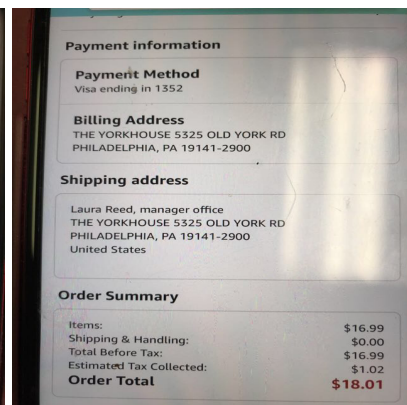 Payment information
Payment Method
Visa ending in 1352
Billing Address
THE YORKHOUSE 5325 OLD YORK RD
PHILADELPHIA, PA 19141-2900
Shipping address
Laura Reed, manager office
THE YORKHOUSE 5325 OLD YORK RD
PHILADELPHIA, PA 19141-2900
United States
Order Summary
Items: $16.99
Shipping & Handling: $0.00
Total Before Tax: $16.99
Estimated Tax Collected: $1.02
Order Total $18.01